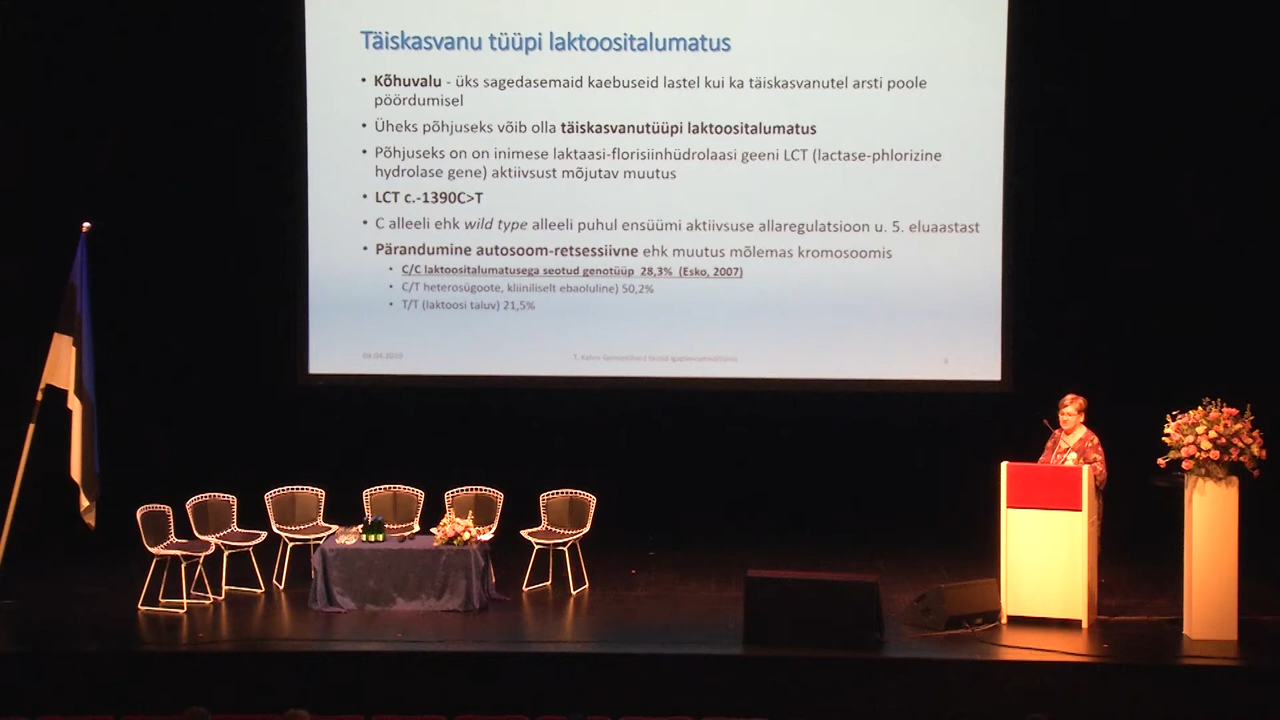 Täiskasvanu tüüpi laktoositalumatus
• Kõhuvalu - üks sagedasemaid kaebuseid lastel kui ka täiskasvanutel arsti poole
pöördumisel
• Üheks põhjuseks võib olla täiskasvanutüüpi laktoositalumatus
• Põhjuseks on on inimese laktaasi-florisiinhüdrolaasi geeni LCT (lactase-phlorizine
hydrolase gene) aktiivsust mõjutav muutus
• LCT c.-1390C>T
• C alleeli ehk wild type alleeli puhul ensüümi aktiivsuse allaregulatsioon u. 5. eluaastast
• Pärandumine autosoom-retsessiivne ehk muutus mõlemas kromosoomis
• C/C laktoositalumatusega seotud genotüüp 28,3% (Esko, 2007)
• C/T heterosügoote, kliiniliselt ebaoluline) 50,2%
• T/T (laktoosi taluv) 21,5%